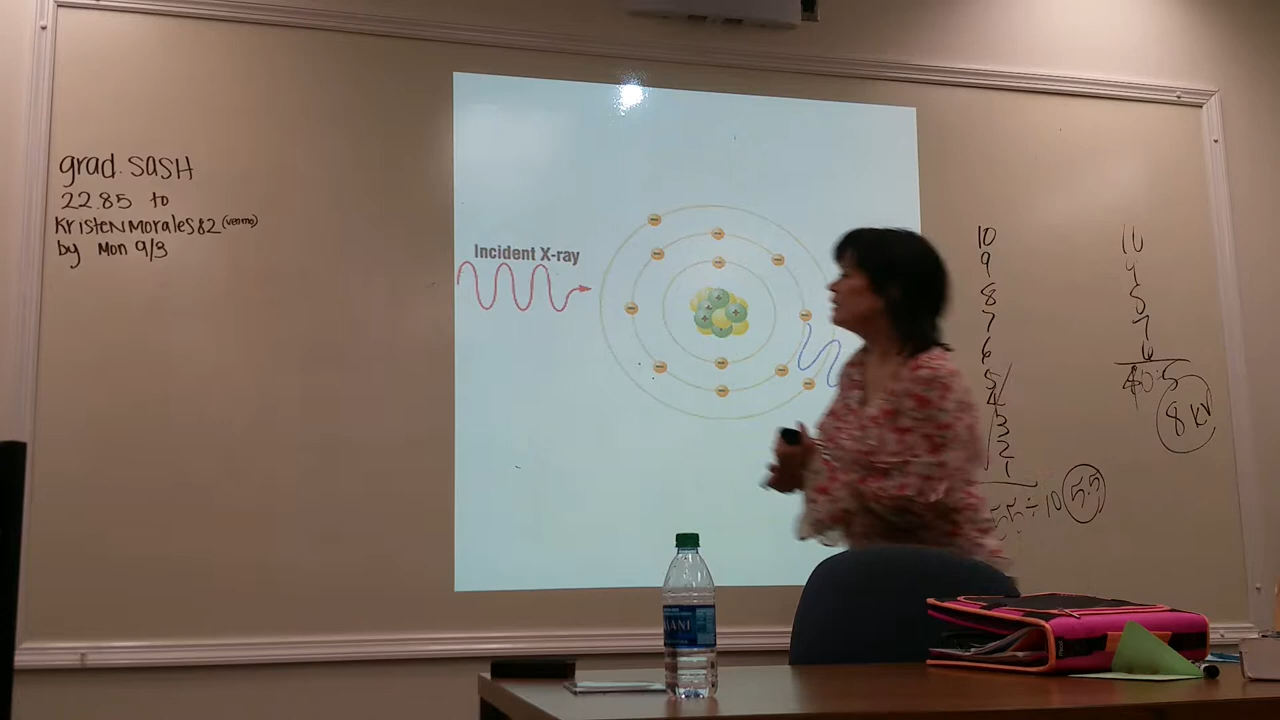 grad. SASH
22.85 to
KristenMorales82 (venmo)
by Mon 9/3
Incident X-ray
10
9
8
7
6
5
4
3
2
1
55 ÷ 10 5.5
10
9
8
7
6
40 ÷ 5
8 kV